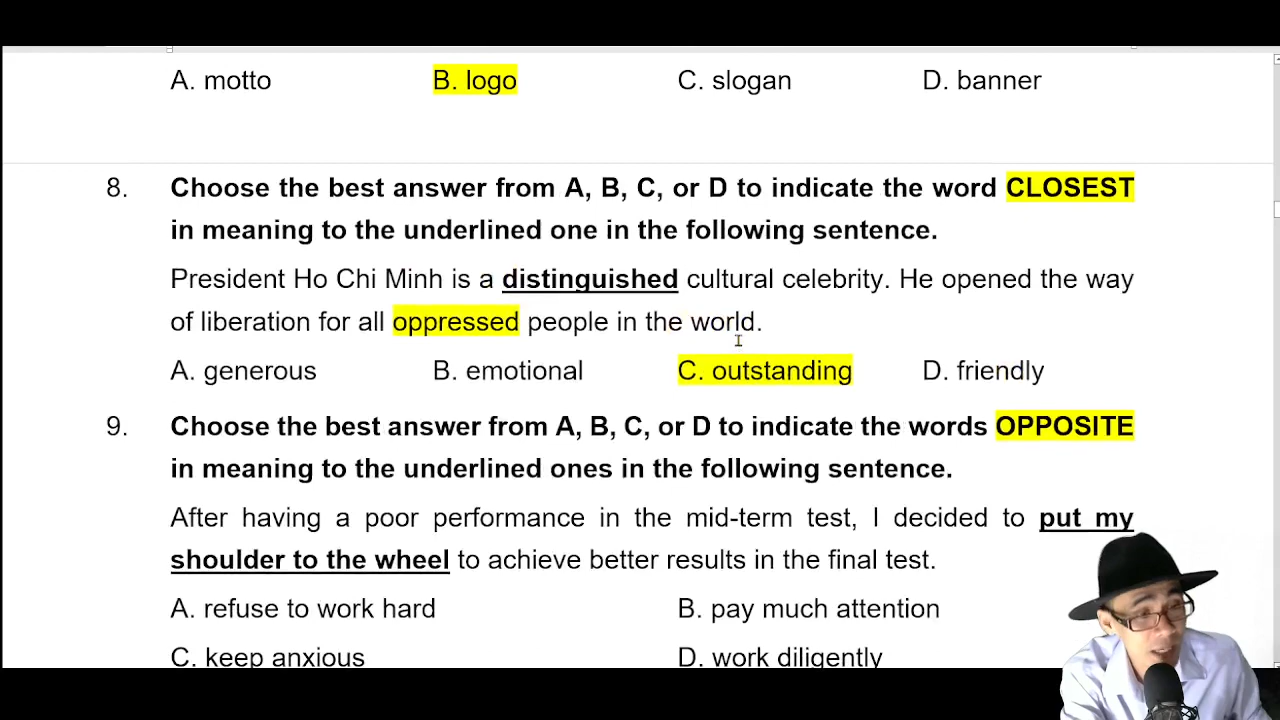 A. motto B. logo C. slogan D. banner
8. Choose the best answer from A, B, C, or D to indicate the word CLOSEST
in meaning to the underlined one in the following sentence.
President Ho Chi Minh is a distinguished cultural celebrity. He opened the way
of liberation for all oppressed people in the world.
A. generous B. emotional C. outstanding D. friendly
9. Choose the best answer from A, B, C, or D to indicate the words OPPOSITE
in meaning to the underlined ones in the following sentence.
After having a poor performance in the mid-term test, I decided to put my
shoulder to the wheel to achieve better results in the final test.
A. refuse to work hard B. pay much attention
C. keep anxious D. work diligently